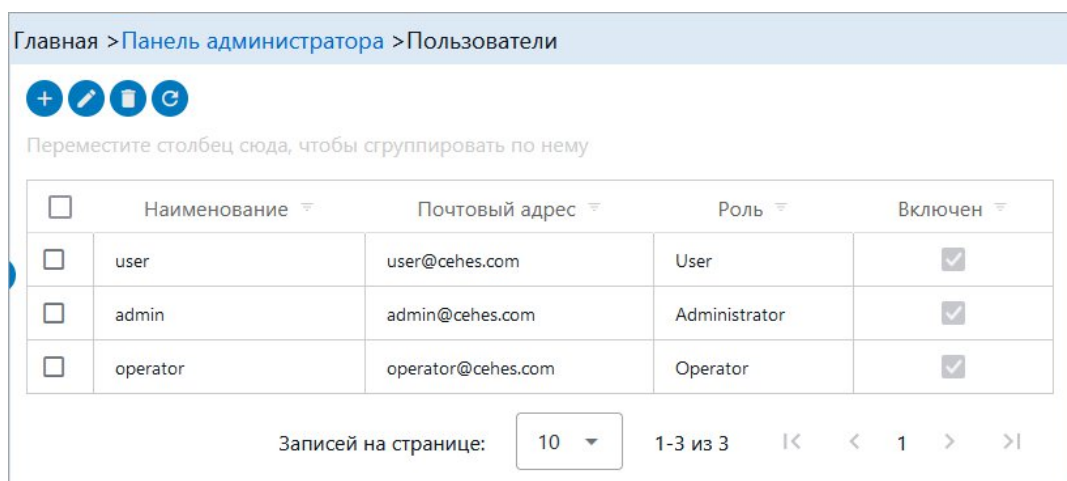 Главная >Панель администратора >Пользователи
Переместите столбец сюда, чтобы сгруппировать по нему
Наименование Почтовый адрес Роль Включен
user user@cehes.com User
admin admin@cehes.com Administrator
operator operator@cehes.com Operator
Записей на странице: 10 1-3 из 3 1